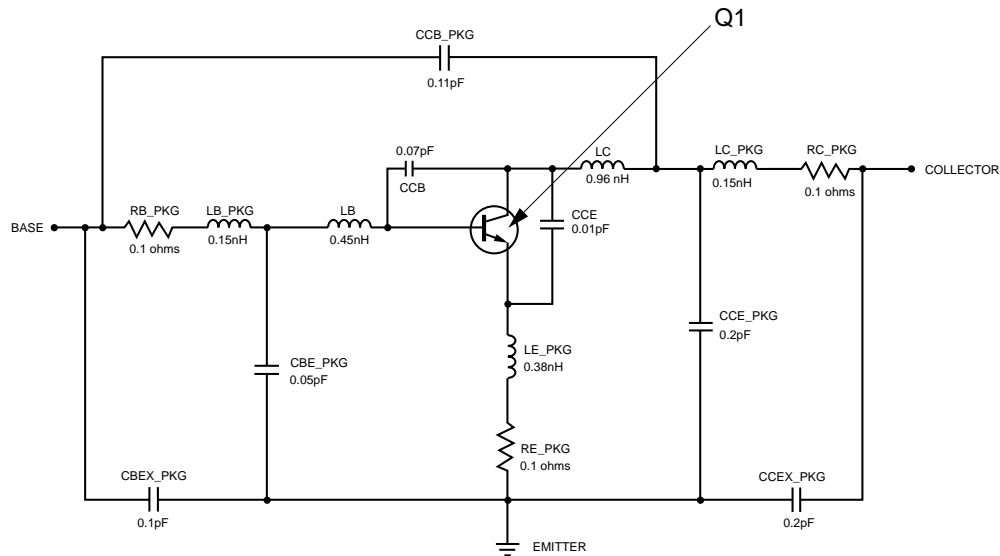 Q1
CCB_PKG
0.11pF
0.07pF
CCB
LC
0.96 nH
LC_PKG
0.15nH
RC_PKG
0.1 ohms
COLLECTOR
BASE
RB_PKG
0.1 ohms
LB_PKG
0.15nH
LB
0.45nH
CCE
0.01pF
CCE_PKG
0.2pF
LE_PKG
0.38nH
CBE_PKG
0.05pF
RE_PKG
0.1 ohms
CBEX_PKG
0.1pF
CCEX_PKG
0.2pF
EMITTER